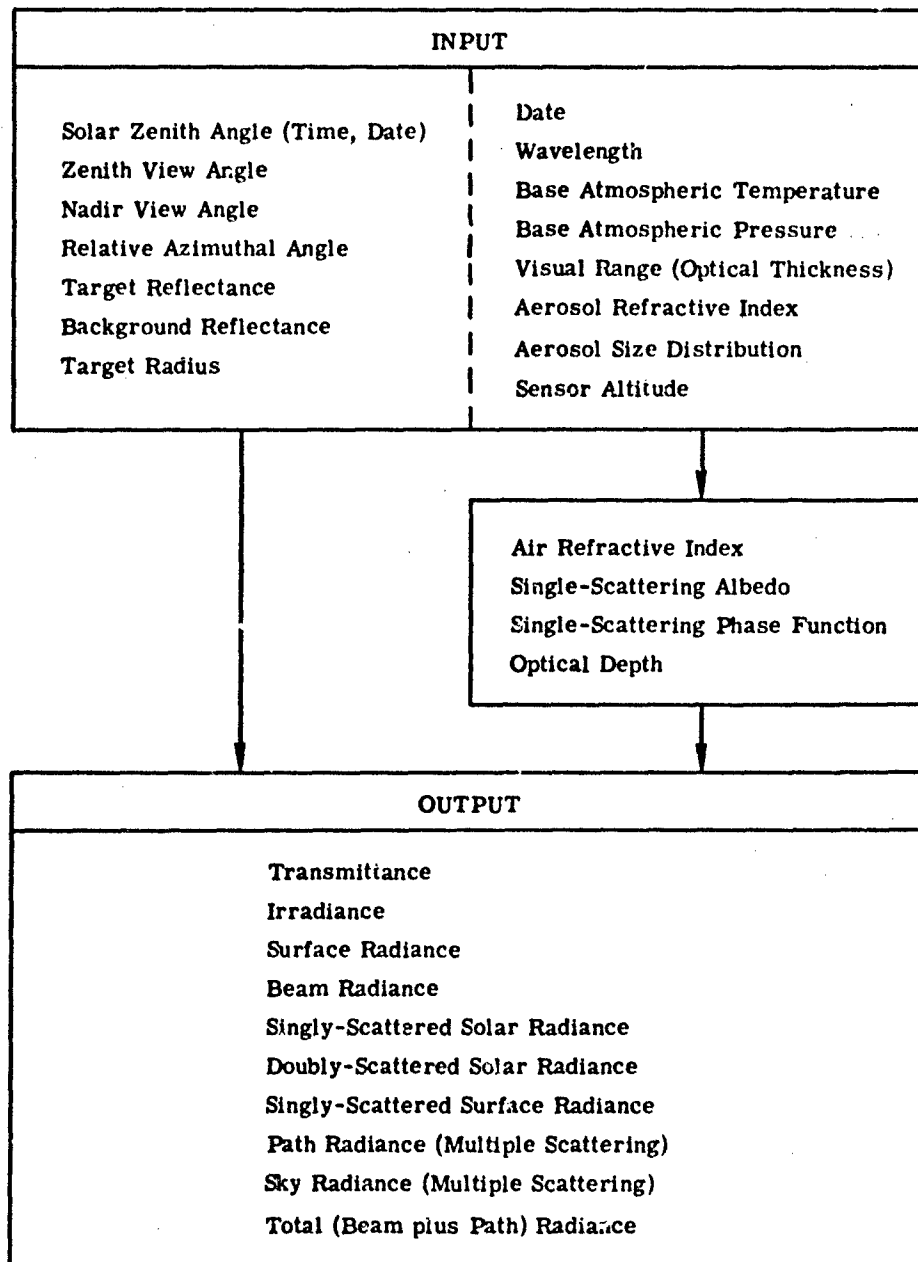 INPUT
Solar Zenith Angle (Time, Date)
Zenith View Angle
Nadir View Angle
Relative Azimuthal Angle
Target Reflectance
Background Reflectance
Target Radius
Date
Wavelength
Base Atmospheric Temperature
Base Atmospheric Pressure
Visual Range (Optical Thickness)
Aerosol Refractive Index
Aerosol Size Distribution
Sensor Altitude
Air Refractive Index
Single-Scattering Albedo
Single-Scattering Phase Function
Optical Depth
OUTPUT
Transmittance
Irradiance
Surface Radiance
Beam Radiance
Singly-Scattered Solar Radiance
Doubly-Scattered Solar Radiance
Singly-Scattered Surface Radiance
Path Radiance (Multiple Scattering)
Sky Radiance (Multiple Scattering)
Total (Beam plus Path) Radiance